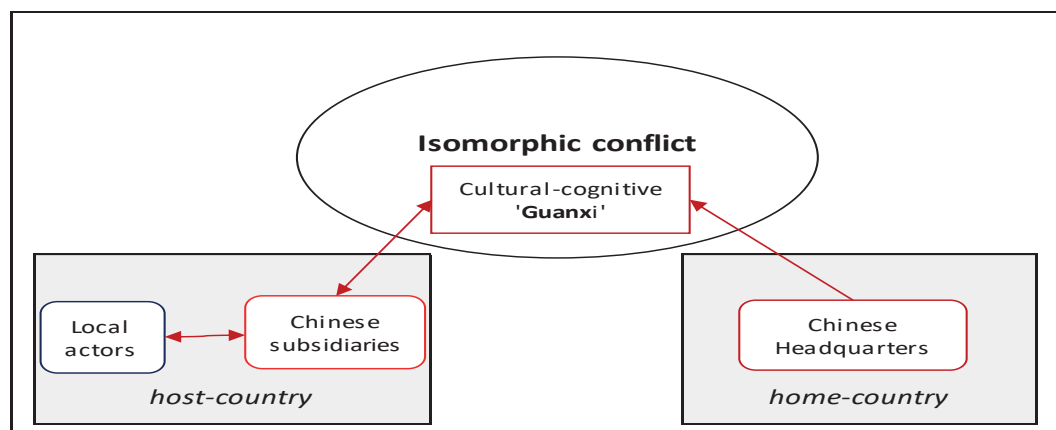 Isomorphic conflict
Cultural-cognitive
'Guanxi'
Local
actors
Chinese
subsidiaries
host-country
Chinese
Headquarters
home-country